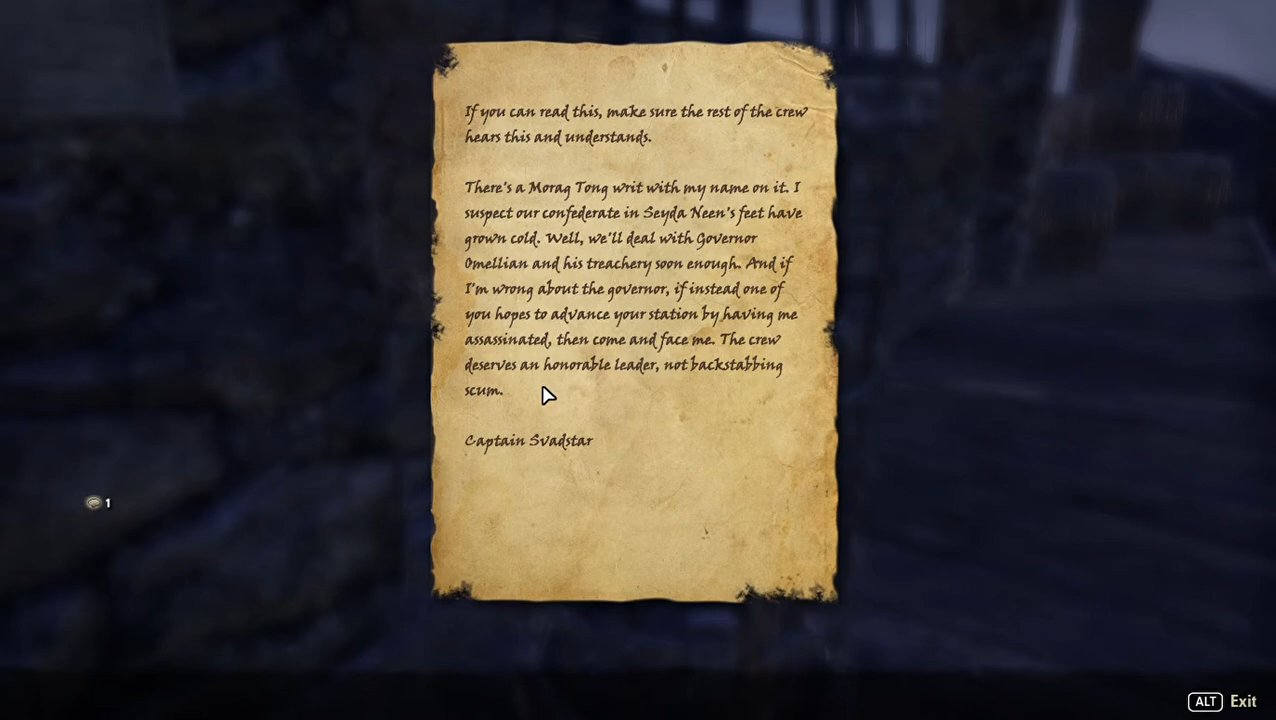 If you can read this, make sure the rest of the crew
hears this and understands.
There's a Morag Tong writ with my name on it. I
suspect our confederate in Seyda Neen's feet have
grown cold. Well, we'll deal with Governor
Omellian and his treachery soon enough. And if
I'm wrong about the governor, if instead one of
you hopes to advance your station by having me
assassinated, then come and face me. The crew
deserves an honorable leader, not backstabbing
scum.
Captain Svadstar
1
ALT Exit